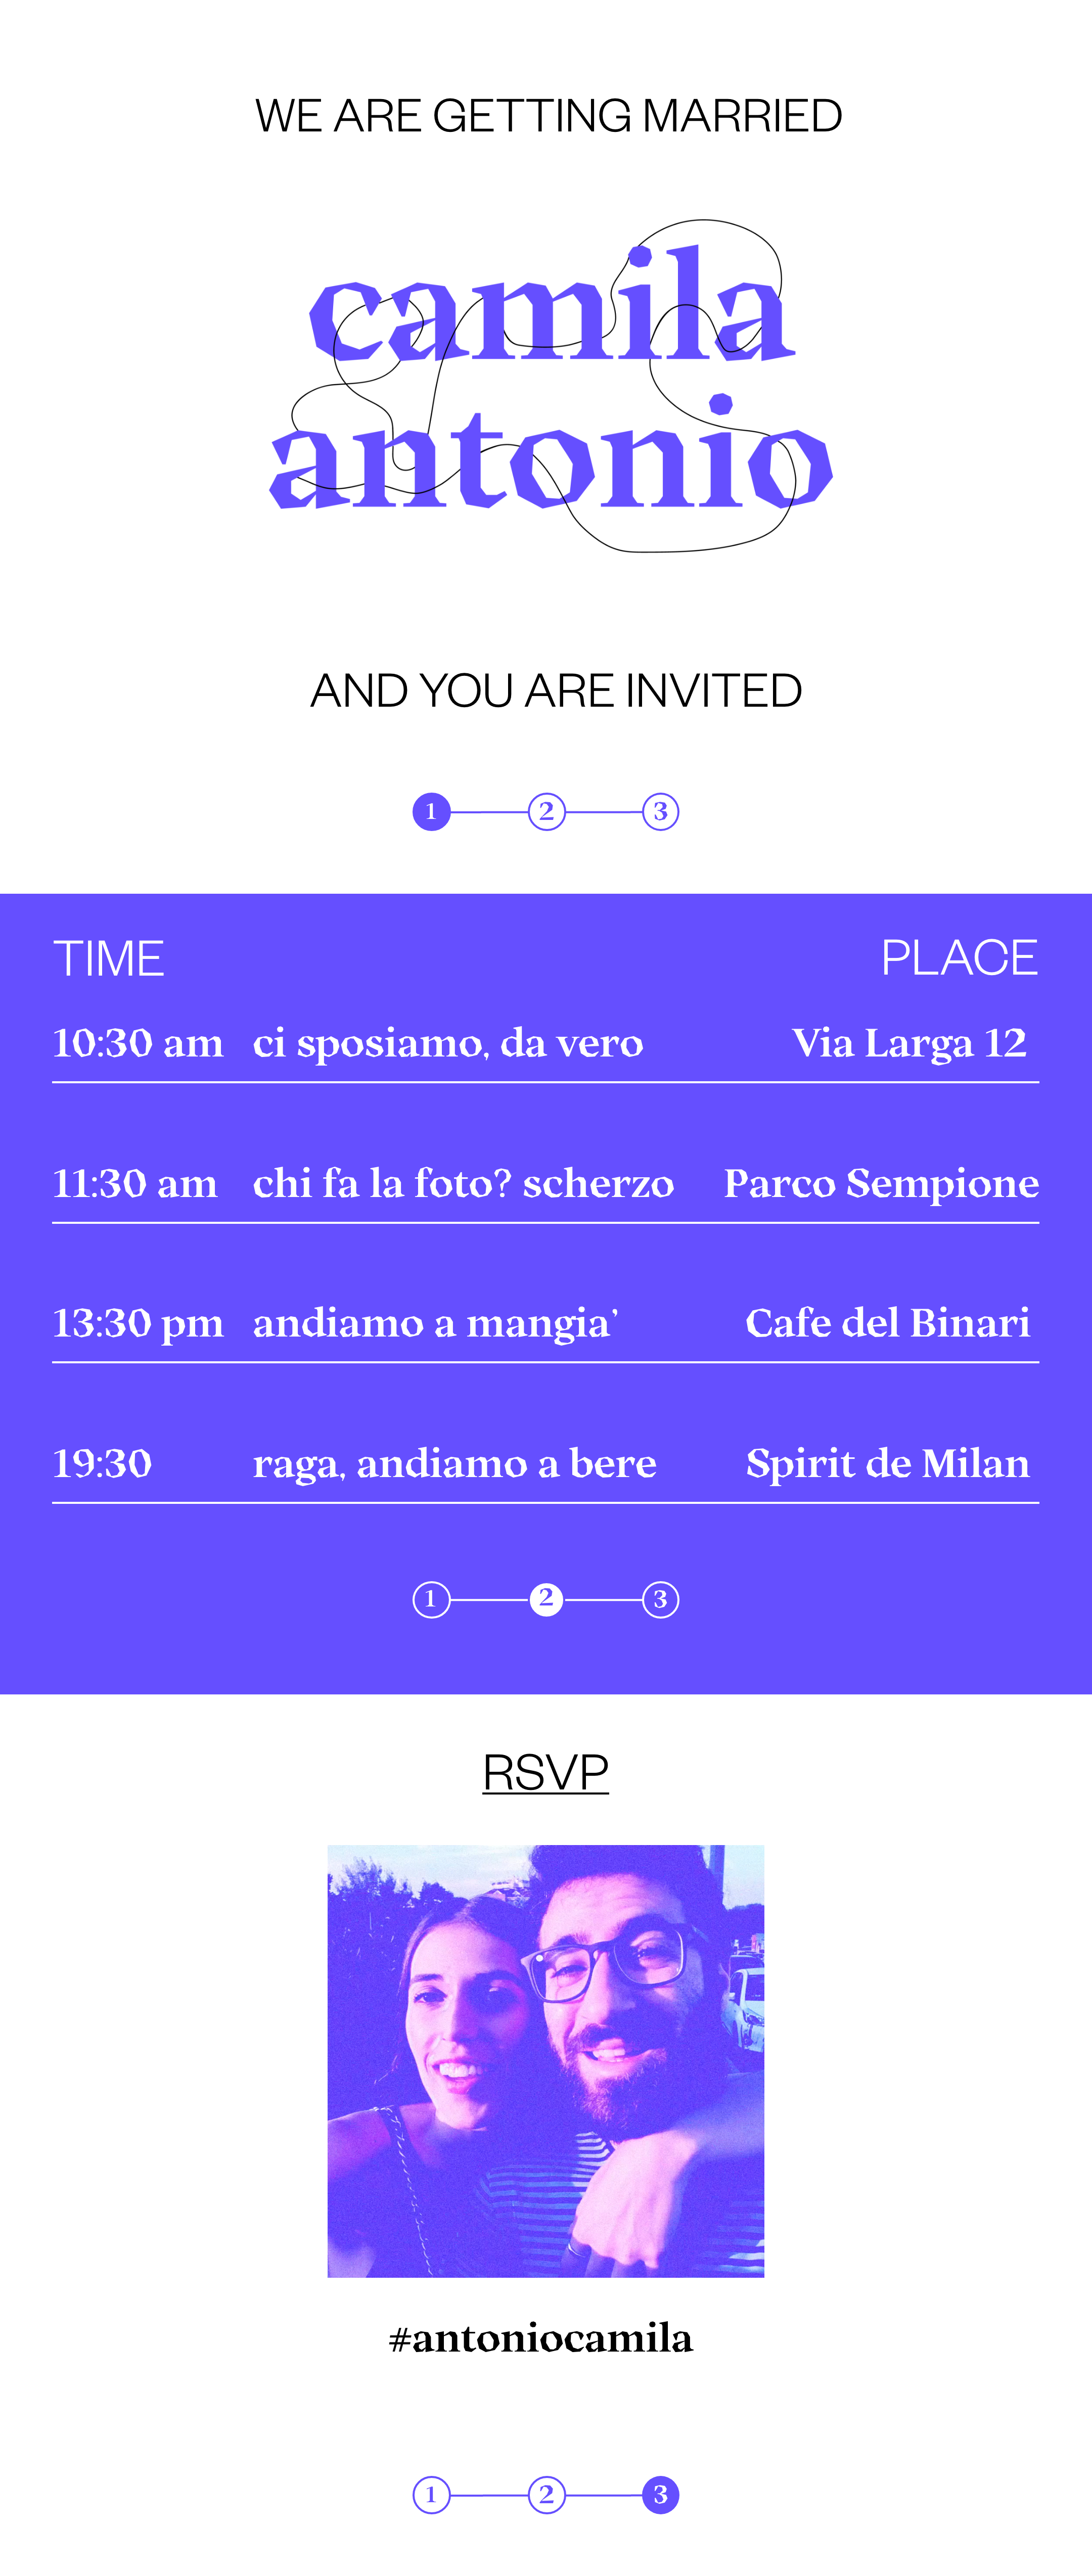 WE ARE GETTING MARRIED
camila
antonio
AND YOU ARE INVITED
1 2 3
TIME PLACE
10:30 am ci sposiamo, da vero Via Larga 12
11:30 am chi fa la foto? scherzo Parco Sempione
13:30 pm andiamo a mangia’ Cafe del Binari
19:30 raga, andiamo a bere Spirit de Milan
1 2 3
RSVP
#antoniocamila
1 2 3